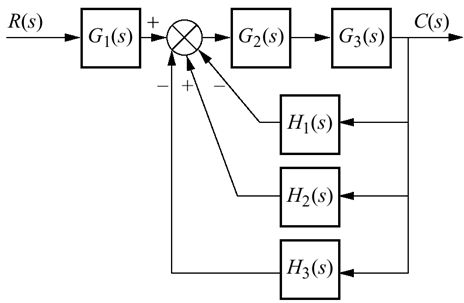 R(s) + C(s)
G₁(s) G₂(s) G₃(s)
− + −
H₁(s)
H₂(s)
H₃(s)